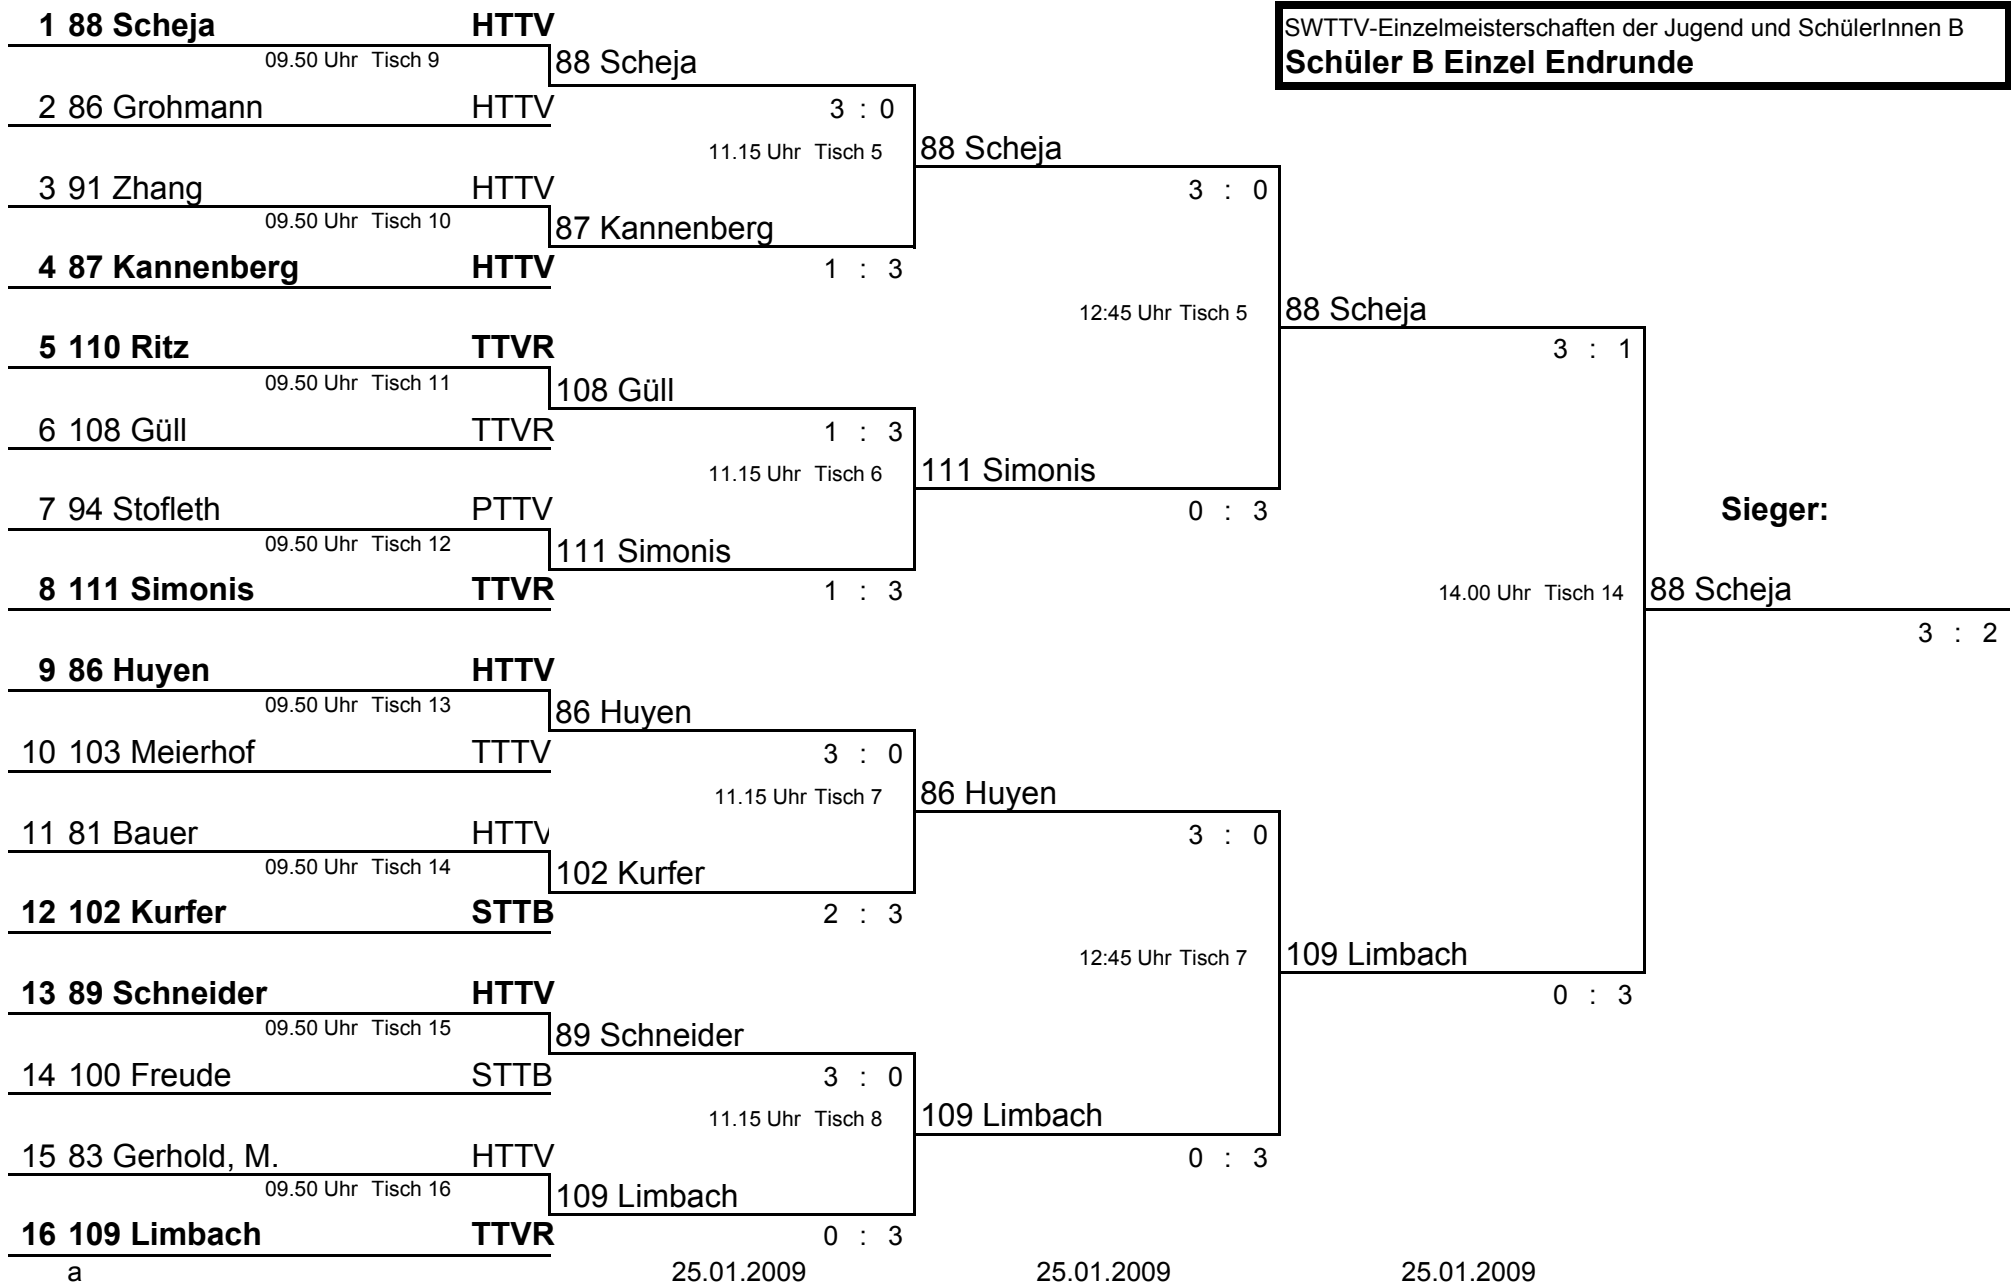 1 88 Scheja HTTV
SWTTV-Einzelmeisterschaften der Jugend und SchülerInnen B
09.50 Uhr Tisch 9
88 Scheja
Schüler B Einzel Endrunde
2 86 Grohmann HTTV
3 : 0
11.15 Uhr Tisch 5
88 Scheja
3 91 Zhang HTTV
3 : 0
09.50 Uhr Tisch 10
87 Kannenberg
4 87 Kannenberg HTTV
1 : 3
12:45 Uhr Tisch 5
88 Scheja
5 110 Ritz TTVR
3 : 1
09.50 Uhr Tisch 11
108 Güll
6 108 Güll TTVR
1 : 3
11.15 Uhr Tisch 6
111 Simonis
7 94 Stofleth PTTV
0 : 3
Sieger:
09.50 Uhr Tisch 12
111 Simonis
8 111 Simonis TTVR
1 : 3
14.00 Uhr Tisch 14
88 Scheja
3 : 2
9 86 Huyen HTTV
09.50 Uhr Tisch 13
86 Huyen
10 103 Meierhof TTTV
3 : 0
11.15 Uhr Tisch 7
86 Huyen
11 81 Bauer HTTV
3 : 0
09.50 Uhr Tisch 14
102 Kurfer
12 102 Kurfer STTB
2 : 3
12:45 Uhr Tisch 7
109 Limbach
13 89 Schneider HTTV
0 : 3
09.50 Uhr Tisch 15
89 Schneider
14 100 Freude STTB
3 : 0
11.15 Uhr Tisch 8
109 Limbach
15 83 Gerhold, M. HTTV
0 : 3
09.50 Uhr Tisch 16
109 Limbach
16 109 Limbach TTVR
0 : 3
a 25.01.2009 25.01.2009 25.01.2009